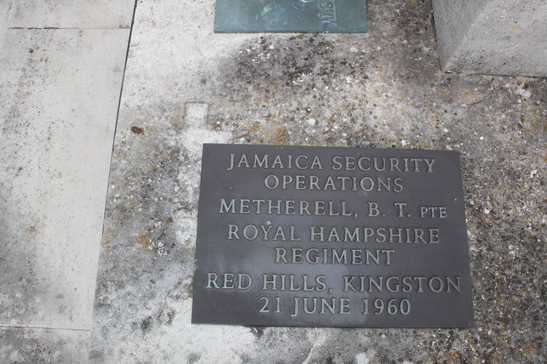 JAMAICA SECURITY
OPERATIONS
METHERELL, B. T. PTE
ROYAL HAMPSHIRE
REGIMENT
RED HILLS, KINGSTON
21 JUNE 1960